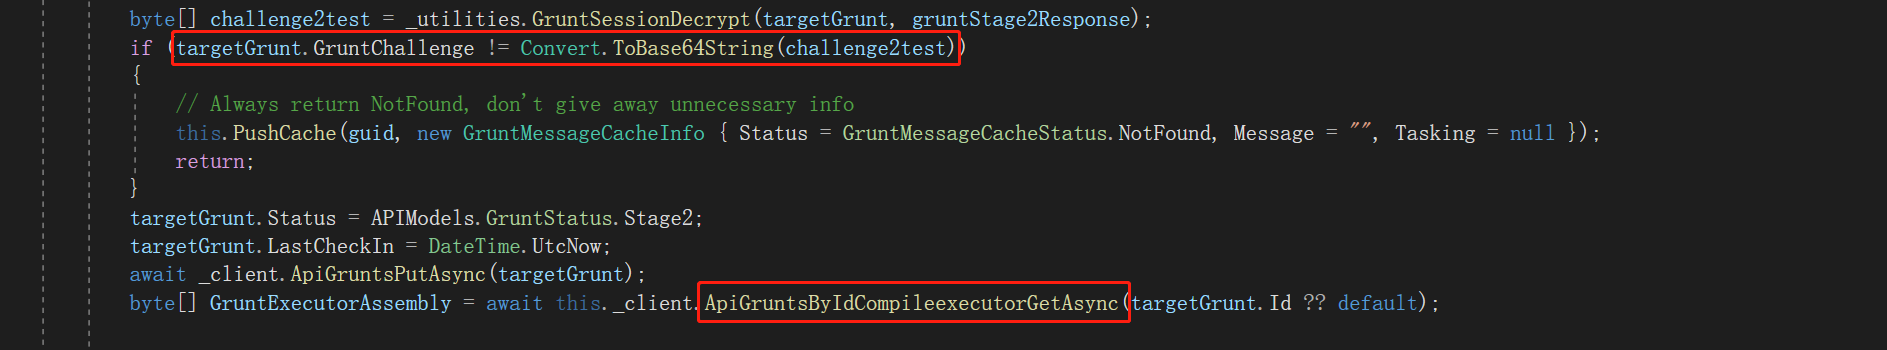 byte[] challenge2test = _utilities.GruntSessionDecrypt(targetGrunt, gruntStage2Response);
if (targetGrunt.GruntChallenge != Convert.ToBase64String(challenge2test))
{
// Always return NotFound, don't give away unnecessary info
this.PushCache(guid, new GruntMessageCacheInfo { Status = GruntMessageCacheStatus.NotFound, Message = "", Tasking = null });
return;
}
targetGrunt.Status = APIModels.GruntStatus.Stage2;
targetGrunt.LastCheckIn = DateTime.UtcNow;
await _client.ApiGruntsPutAsync(targetGrunt);
byte[] GruntExecutorAssembly = await this._client.ApiGruntsByIdCompileexecutorGetAsync(targetGrunt.Id ?? default);